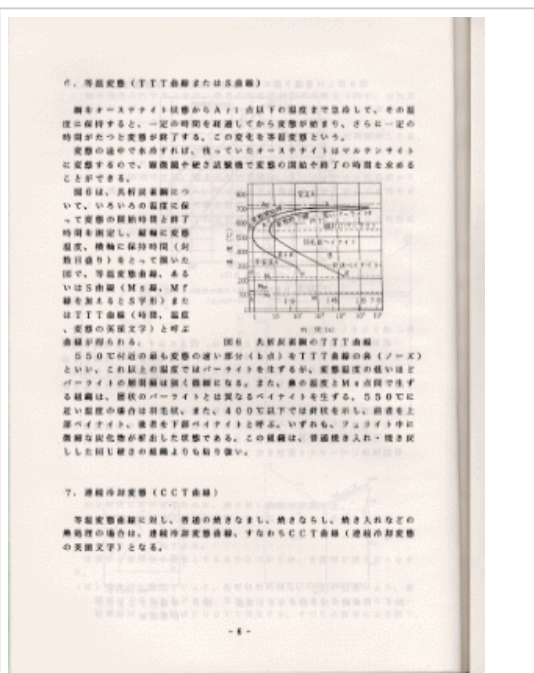 6. 等温変態（TTT曲線またはS曲線）
鋼をオーステナイト状態からAr1点以下の温度まで急冷して、その温
度に保持すると、一定の時間を経過してから変態が始まり、さらに一定の
時間がたつと変態が終了する。この変化を等温変態という。
変態の途中で水冷すれば、残っていたオーステナイトはマルテンサイト
に変態するので、顕微鏡や硬さ試験機で変態の開始や終了の時間を求める
ことができる。
図6は、共析炭素鋼につ
いて、いろいろの温度に保
って変態の開始時間と終了
時間を測定し、縦軸に変態
温度、横軸に保持時間（対
数目盛り）をとって描いた
図で、等温変態曲線、ある
いはS曲線（Ms線、Mf
線を加えるとS字形）また
はTTT曲線（時間、温度
、変態の英頭文字）と呼ぶ
曲線が得られる。
図6 共析炭素鋼のTTT曲線
550℃付近の最も変態の速い部分（b点）をTTT曲線の鼻（ノーズ）
といい、これ以上の温度ではパーライトを生ずるが、変態温度の低いほど
パーライトの層間隔は狭く微細になる。また、鼻の温度とMs点間で生ず
る組織は、層状のパーライトとは異なるベイナイトを生ずる。550℃に
近い温度の場合は羽毛状、また、400℃以下では針状を示し、前者を上
部ベイナイト、後者を下部ベイナイトと呼ぶ。いずれも、フェライト中に
微細な炭化物が析出した状態である。この組織は、普通焼き入れ・焼き戻
しした同じ硬さの組織よりも粘り強い。
7. 連続冷却変態（CCT曲線）
等温変態曲線に対し、普通の焼きなまし、焼きならし、焼き入れなどの
熱処理の場合は、連続冷却変態曲線、すなわちCCT曲線（連続冷却変態
の英頭文字）となる。
- 6 -